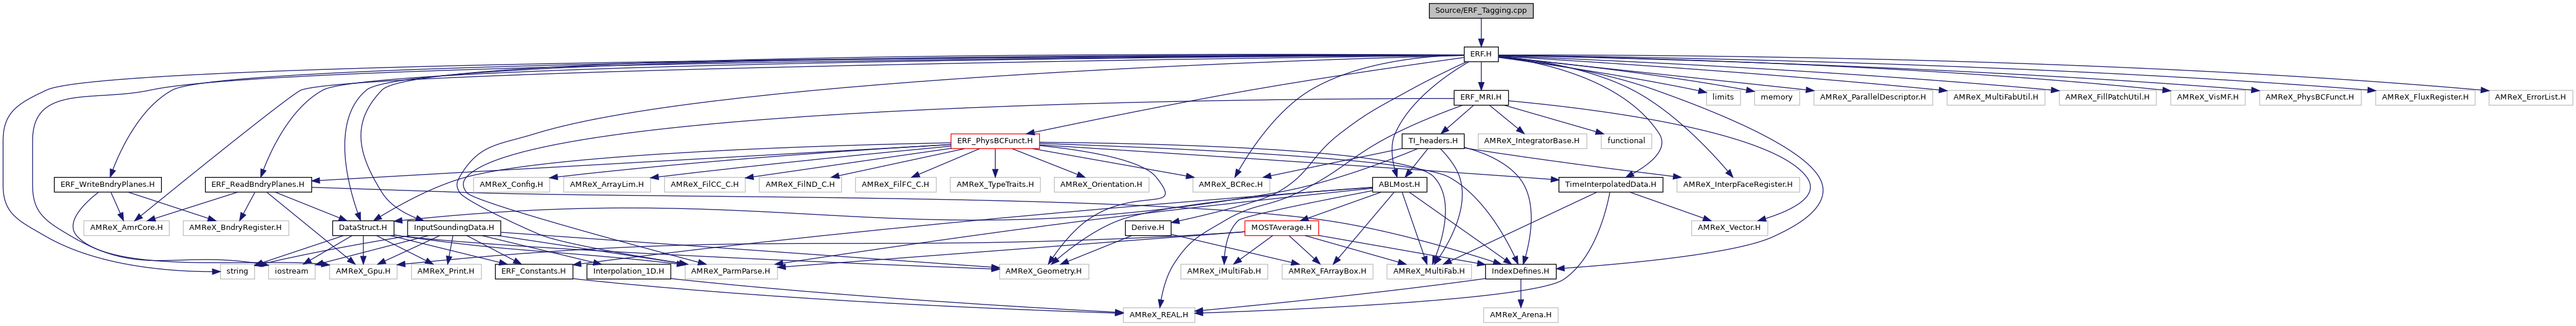 Source/ERF_Tagging.cpp
ERF.H
ERF_MRI.H
limits
memory
AMReX_ParallelDescriptor.H
AMReX_MultiFabUtil.H
AMReX_FillPatchUtil.H
AMReX_VisMF.H
AMReX_PhysBCFunct.H
AMReX_FluxRegister.H
AMReX_ErrorList.H
ERF_PhysBCFunct.H
TI_headers.H
AMReX_IntegratorBase.H
functional
ERF_WriteBndryPlanes.H
ERF_ReadBndryPlanes.H
AMReX_Config.H
AMReX_ArrayLim.H
AMReX_FilCC_C.H
AMReX_FilND_C.H
AMReX_FilFC_C.H
AMReX_TypeTraits.H
AMReX_Orientation.H
AMReX_BCRec.H
ABLMost.H
TimeInterpolatedData.H
AMReX_InterpFaceRegister.H
AMReX_AmrCore.H
AMReX_BndryRegister.H
DataStruct.H
InputSoundingData.H
Derive.H
MOSTAverage.H
AMReX_Vector.H
string
iostream
AMReX_Gpu.H
AMReX_Print.H
ERF_Constants.H
Interpolation_1D.H
AMReX_ParmParse.H
AMReX_Geometry.H
AMReX_iMultiFab.H
AMReX_FArrayBox.H
AMReX_MultiFab.H
IndexDefines.H
AMReX_REAL.H
AMReX_Arena.H